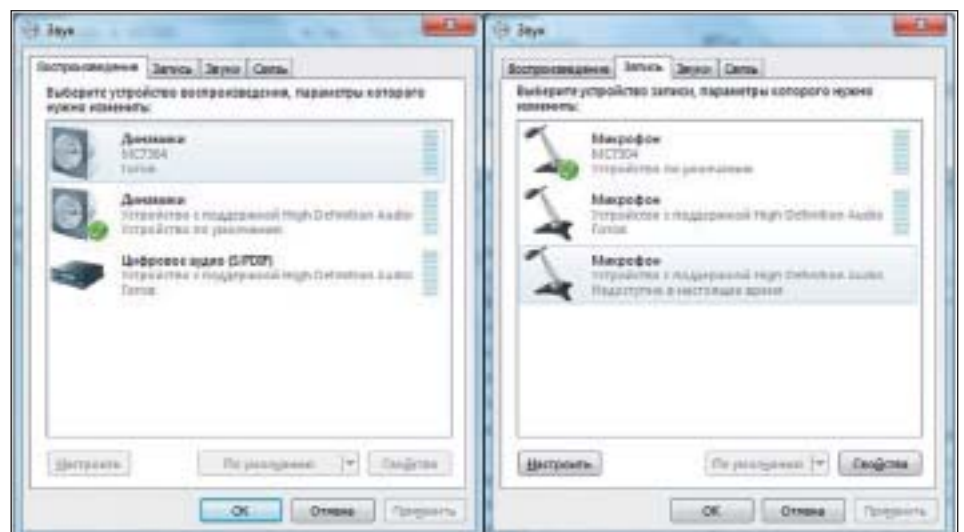 Звук
Воспроизведение Запись Звуки Связь
Выберите устройство воспроизведения, параметры которого
нужно изменить:
Динамики
MC7304
Готов
Динамики
Устройство с поддержкой High Definition Audio
Устройство по умолчанию
Цифровое аудио (S/PDIF)
Устройство с поддержкой High Definition Audio
Готов
Настроить По умолчанию Свойства
ОК Отмена Применить
Звук
Воспроизведение Запись Звуки Связь
Выберите устройство записи, параметры которого нужно
изменить:
Микрофон
MC7304
Устройство по умолчанию
Микрофон
Устройство с поддержкой High Definition Audio
Готов
Микрофон
Устройство с поддержкой High Definition Audio
Недоступно в настоящее время
Настроить По умолчанию Свойства
ОК Отмена Применить